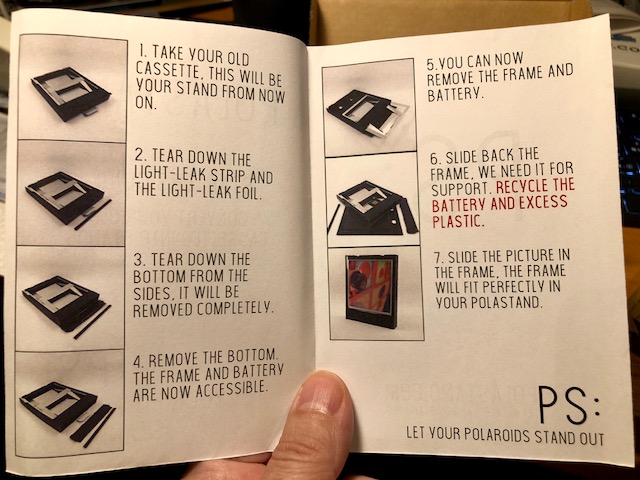 1. TAKE YOUR OLD
CASSETTE, THIS WILL BE
YOUR STAND FROM NOW
ON.
2. TEAR DOWN THE
LIGHT-LEAK STRIP AND
THE LIGHT-LEAK FOIL.
3. TEAR DOWN THE
BOTTOM FROM THE
SIDES, IT WILL BE
REMOVED COMPLETELY.
4. REMOVE THE BOTTOM.
THE FRAME AND BATTERY
ARE NOW ACCESSIBLE.
5.YOU CAN NOW
REMOVE THE FRAME AND
BATTERY.
6. SLIDE BACK THE
FRAME, WE NEED IT FOR
SUPPORT. RECYCLE THE
BATTERY AND EXCESS
PLASTIC.
7. SLIDE THE PICTURE IN
THE FRAME, THE FRAME
WILL FIT PERFECTLY IN
YOUR POLASTAND.
PS:
LET YOUR POLAROIDS STAND OUT